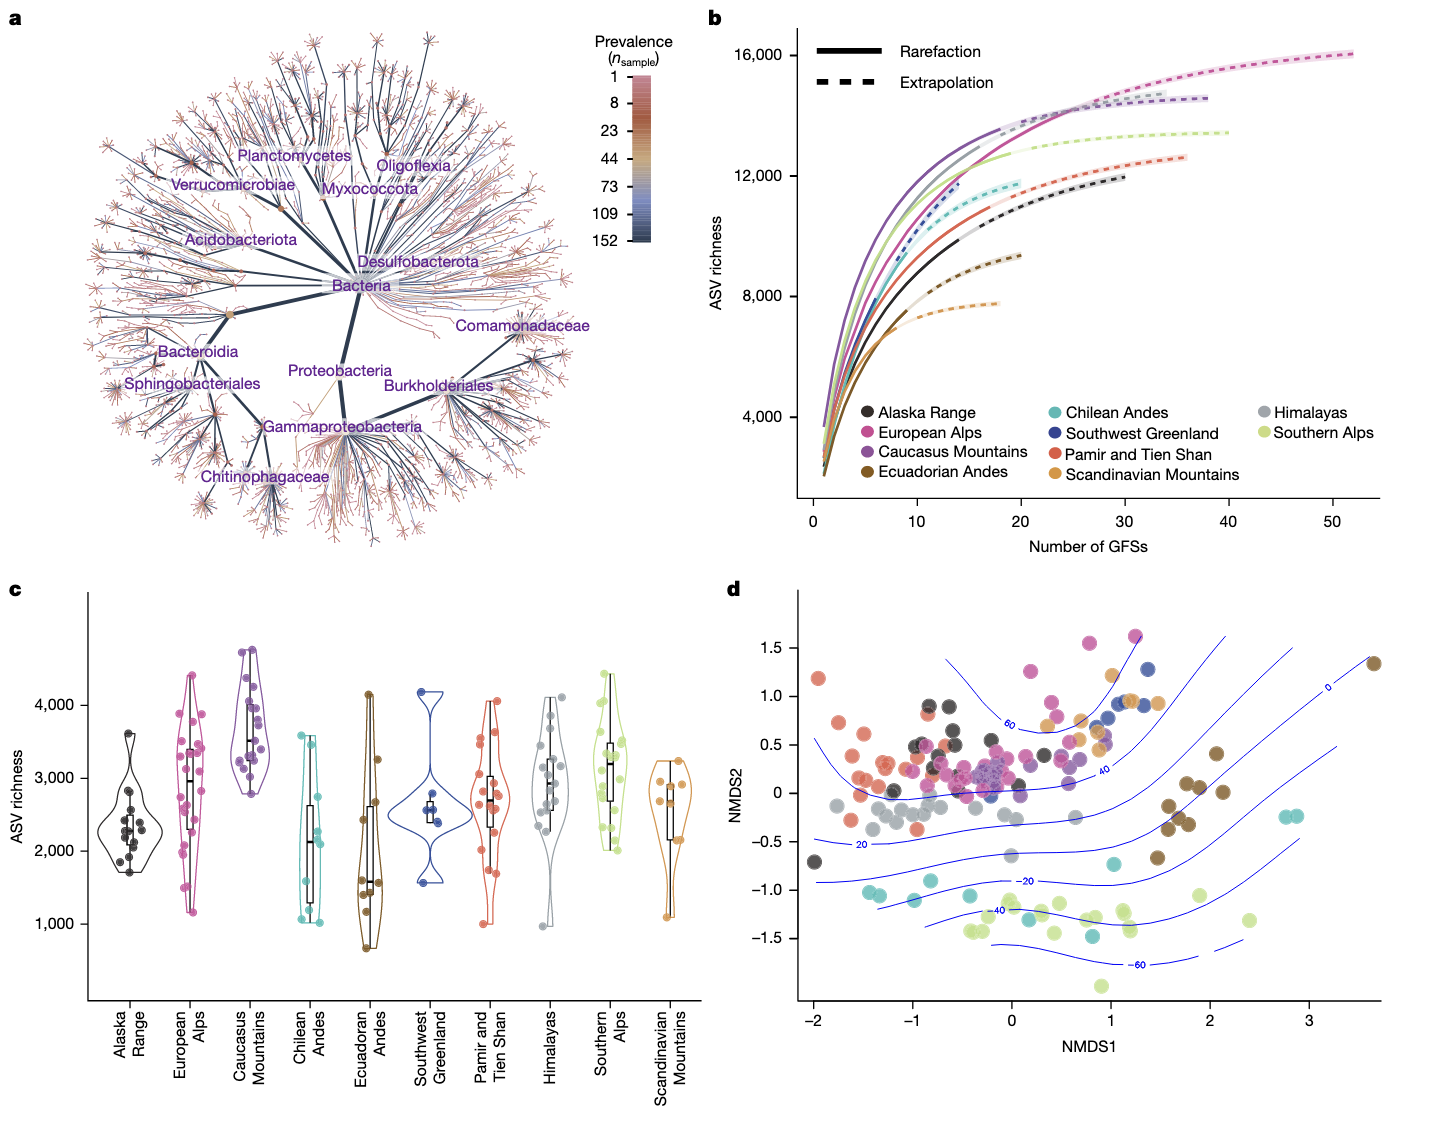 a
Prevalence
(nsample)
1
8
23
44
73
109
152
Planctomycetes
Oligoflexia
Verrucomicrobiae
Myxococcota
Acidobacteriota
Desulfobacterota
Bacteria
Comamonadaceae
Bacteroidia
Proteobacteria
Sphingobacteriales
Burkholderiales
Gammaproteobacteria
Chitinophagaceae
b
16,000
12,000
8,000
4,000
ASV richness
Rarefaction
Extrapolation
Alaska Range
European Alps
Caucasus Mountains
Ecuadorian Andes
Chilean Andes
Southwest Greenland
Pamir and Tien Shan
Scandinavian Mountains
Himalayas
Southern Alps
0 10 20 30 40 50
Number of GFSs
c
4,000
3,000
2,000
1,000
ASV richness
Alaska
Range
European
Alps
Caucasus
Mountains
Chilean
Andes
Ecuadoran
Andes
Southwest
Greenland
Pamir and
Tien Shan
Himalayas
Southern
Alps
Scandinavian
Mountains
d
1.5
1.0
0.5
0
−0.5
−1.0
−1.5
NMDS2
60
40
20
0
−20
−40
−60
−2 −1 0 1 2 3
NMDS1